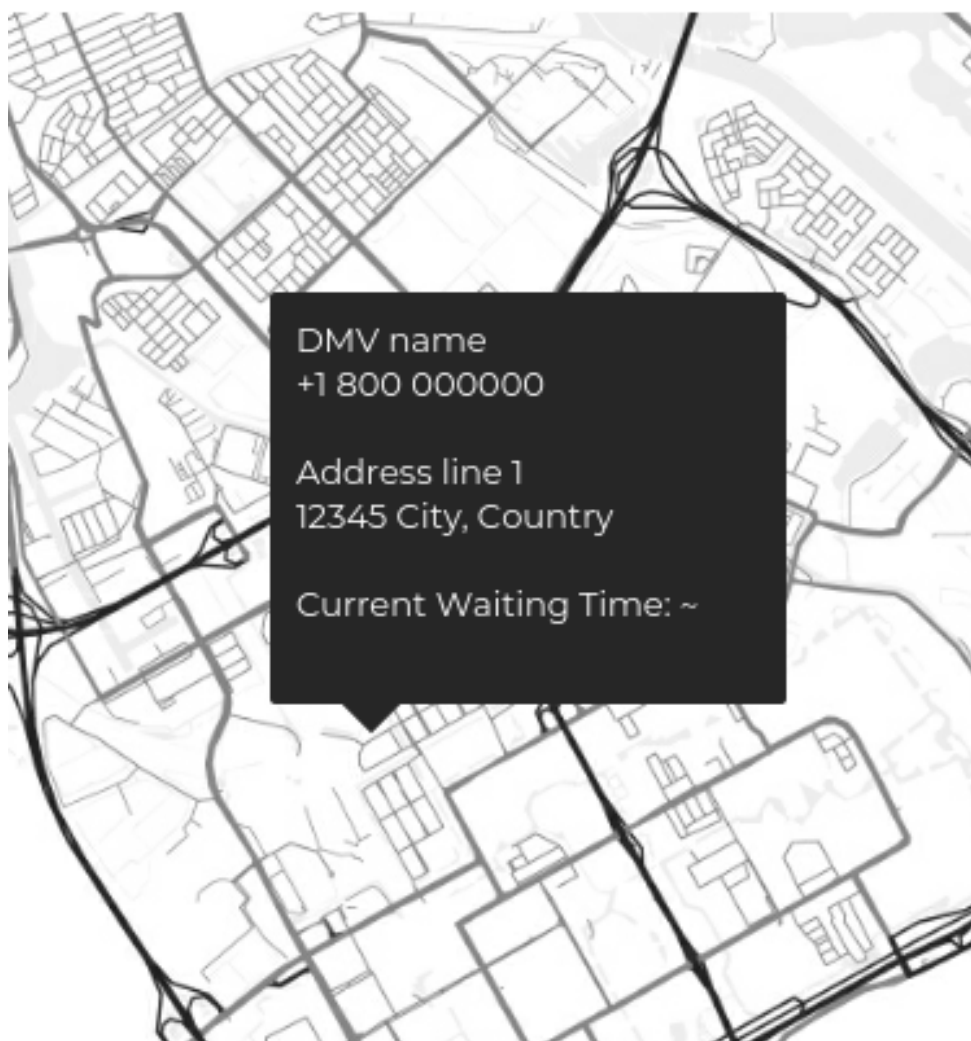 DMV name
+1 800 000000
Address line 1
12345 City, Country
Current Waiting Time: ~